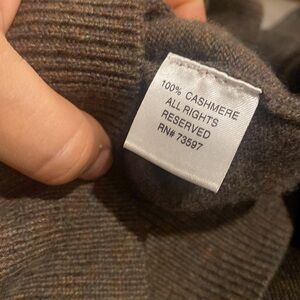 100% CASHMERE
ALL RIGHTS
RESERVED
RN# 73597